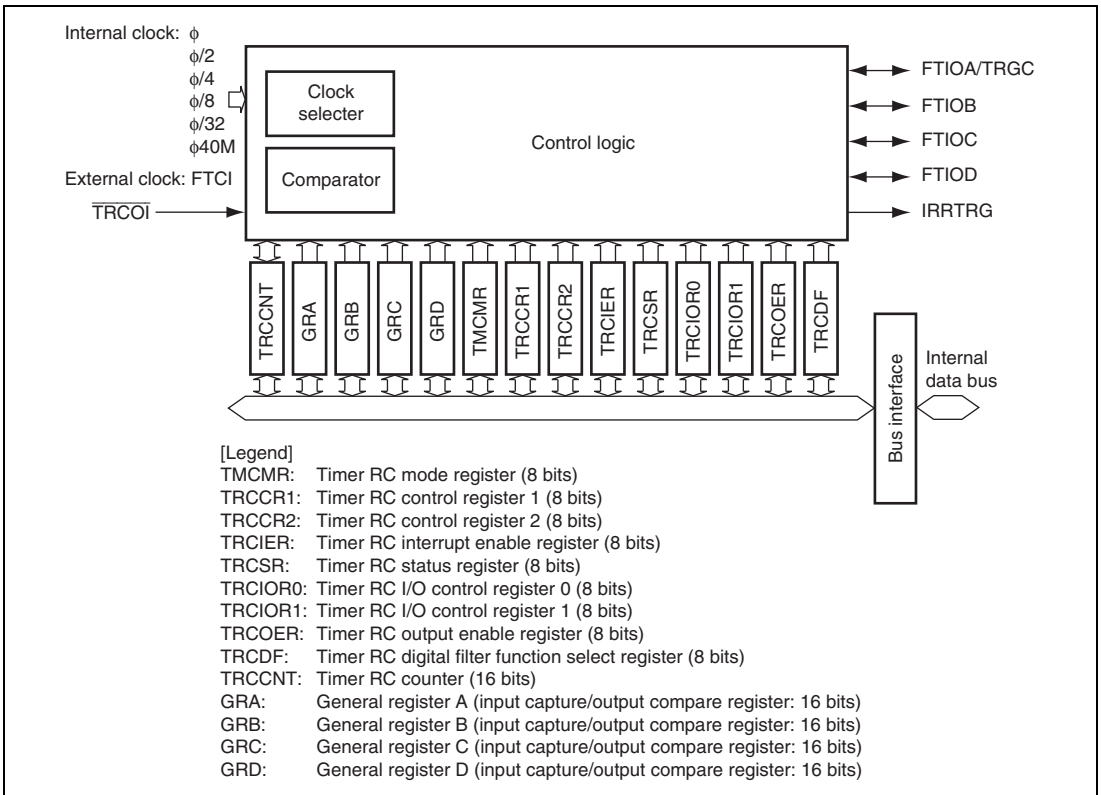 Internal clock: ϕ
ϕ/2
ϕ/4
ϕ/8
ϕ/32
ϕ40M
External clock: FTCI
TRCOI
Clock
selecter
Comparator
Control logic
FTIOA/TRGC
FTIOB
FTIOC
FTIOD
IRRTRG
TRCCNT
GRA
GRB
GRC
GRD
TMCMR
TRCCR1
TRCCR2
TRCIER
TRCSR
TRCIOR0
TRCIOR1
TRCOER
TRCDF
Bus interface
Internal
data bus
[Legend]
TMCMR: Timer RC mode register (8 bits)
TRCCR1: Timer RC control register 1 (8 bits)
TRCCR2: Timer RC control register 2 (8 bits)
TRCIER: Timer RC interrupt enable register (8 bits)
TRCSR: Timer RC status register (8 bits)
TRCIOR0: Timer RC I/O control register 0 (8 bits)
TRCIOR1: Timer RC I/O control register 1 (8 bits)
TRCOER: Timer RC output enable register (8 bits)
TRCDF: Timer RC digital filter function select register (8 bits)
TRCCNT: Timer RC counter (16 bits)
GRA: General register A (input capture/output compare register: 16 bits)
GRB: General register B (input capture/output compare register: 16 bits)
GRC: General register C (input capture/output compare register: 16 bits)
GRD: General register D (input capture/output compare register: 16 bits)